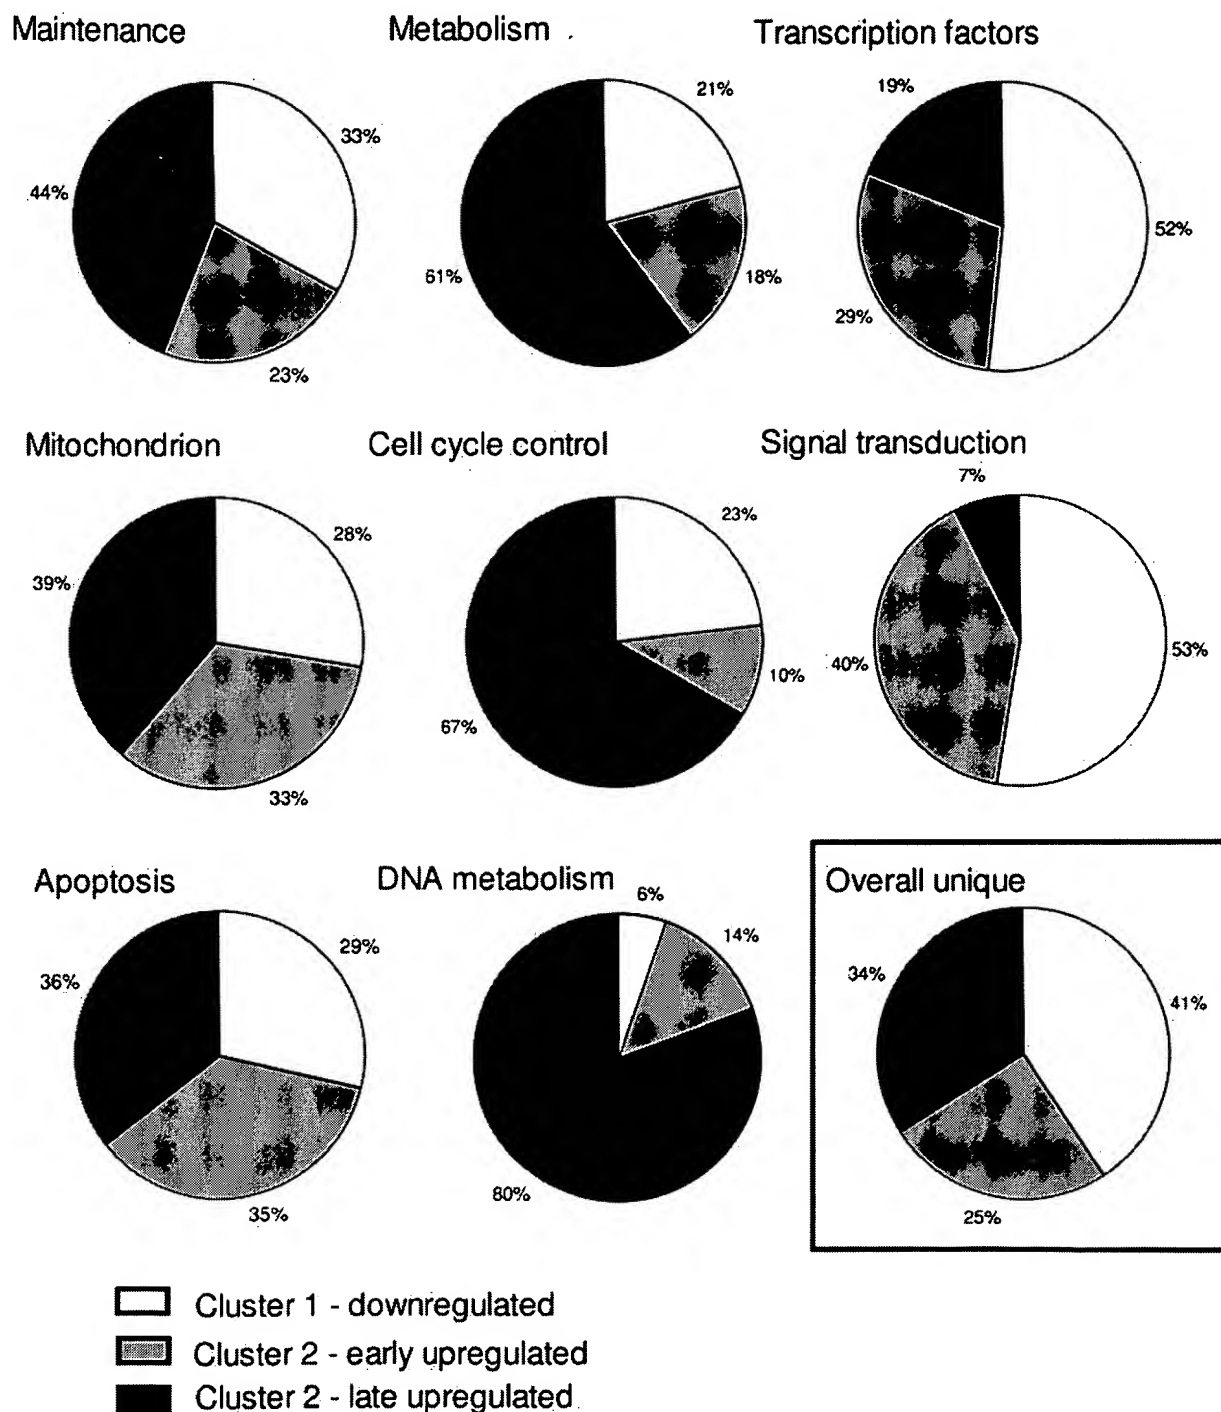 Maintenance
33%
44%
23%
Metabolism
21%
18%
61%
Transcription factors
19%
52%
29%
Mitochondrion
28%
39%
33%
Cell cycle control
23%
10%
67%
Signal transduction
7%
53%
40%
Apoptosis
29%
36%
35%
DNA metabolism
6%
14%
80%
Overall unique
34%
41%
25%
Cluster 1 - downregulated
Cluster 2 - early upregulated
Cluster 2 - late upregulated